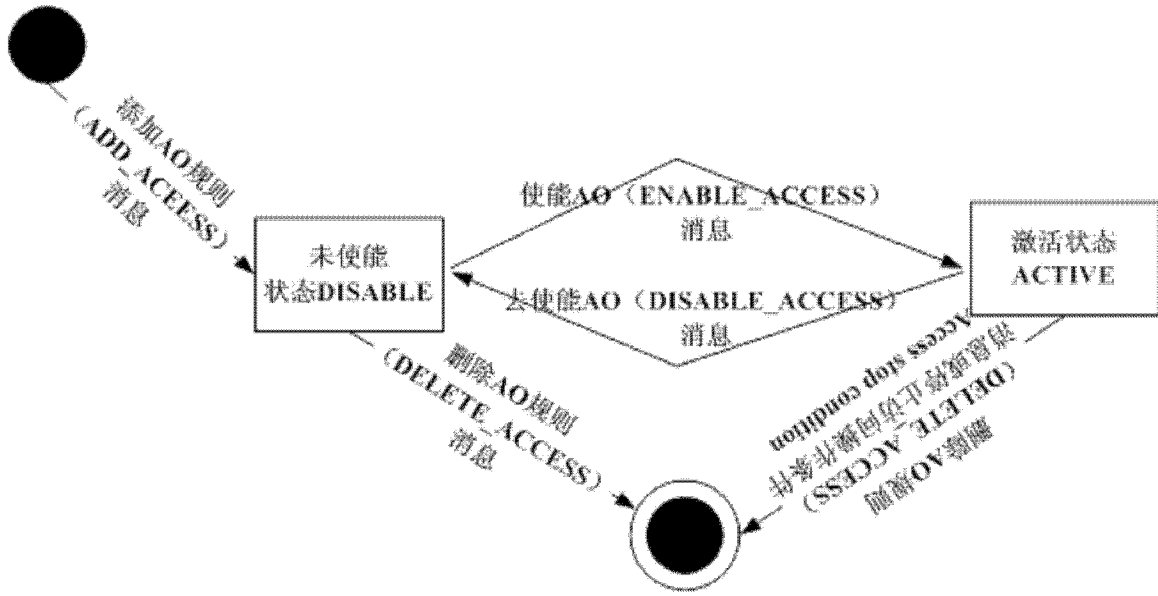 添加AO规则
（ADD_ACEESS）
消息
未使能
状态DISABLE
使能AO（ENABLE_ACCESS）
消息
激活状态
ACTIVE
去使能AO（DISABLE_ACCESS）
消息
删除AO规则
（DELETE_ACCESS）
消息
删除AO规则
（DELETE_ACCESS）
消息或停止访问操作条件
Access stop condition